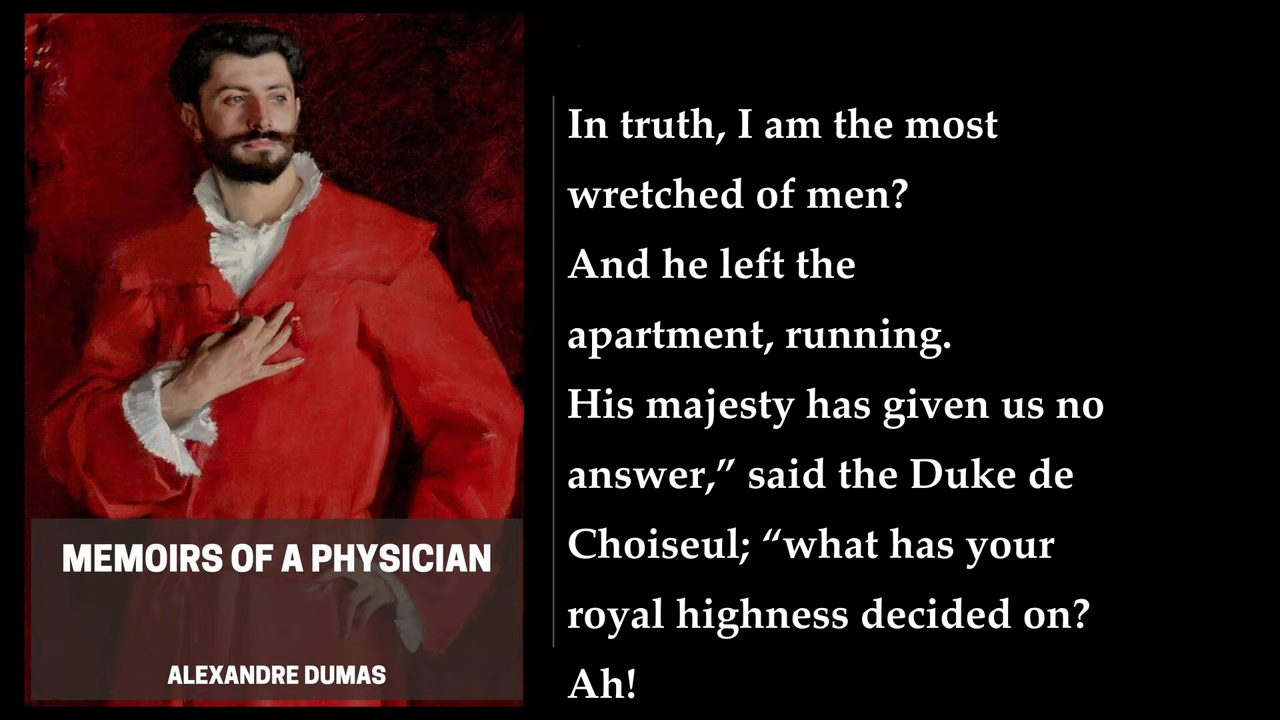 MEMOIRS OF A PHYSICIAN
ALEXANDRE DUMAS
In truth, I am the most
wretched of men?
And he left the
apartment, running.
His majesty has given us no
answer,” said the Duke de
Choiseul; “what has your
royal highness decided on?
Ah!